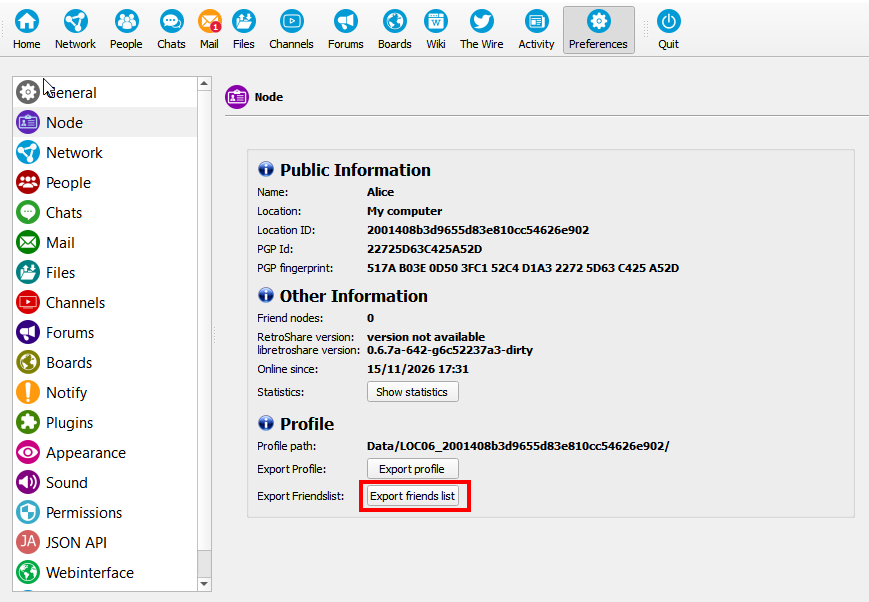 Home Network People Chats Mail Files Channels Forums Boards Wiki The Wire Activity Preferences Quit
1
W
General
Node
Network
People
Chats
Mail
Files
Channels
Forums
Boards
Notify
Plugins
Appearance
Sound
Permissions
JA JSON API
Webinterface
Node
Public Information
Name: Alice
Location: My computer
Location ID: 2001408b3d9655d83e810cc54626e902
PGP Id: 22725D63C425A52D
PGP fingerprint: 517A B03E 0D50 3FC1 52C4 D1A3 2272 5D63 C425 A52D
Other Information
Friend nodes: 0
RetroShare version: version not available
libretroshare version: 0.6.7a-642-g6c52237a3-dirty
Online since: 15/11/2026 17:31
Statistics: Show statistics
Profile
Profile path: Data/LOC06_2001408b3d9655d83e810cc54626e902/
Export Profile: Export profile
Export Friendslist: Export friends list